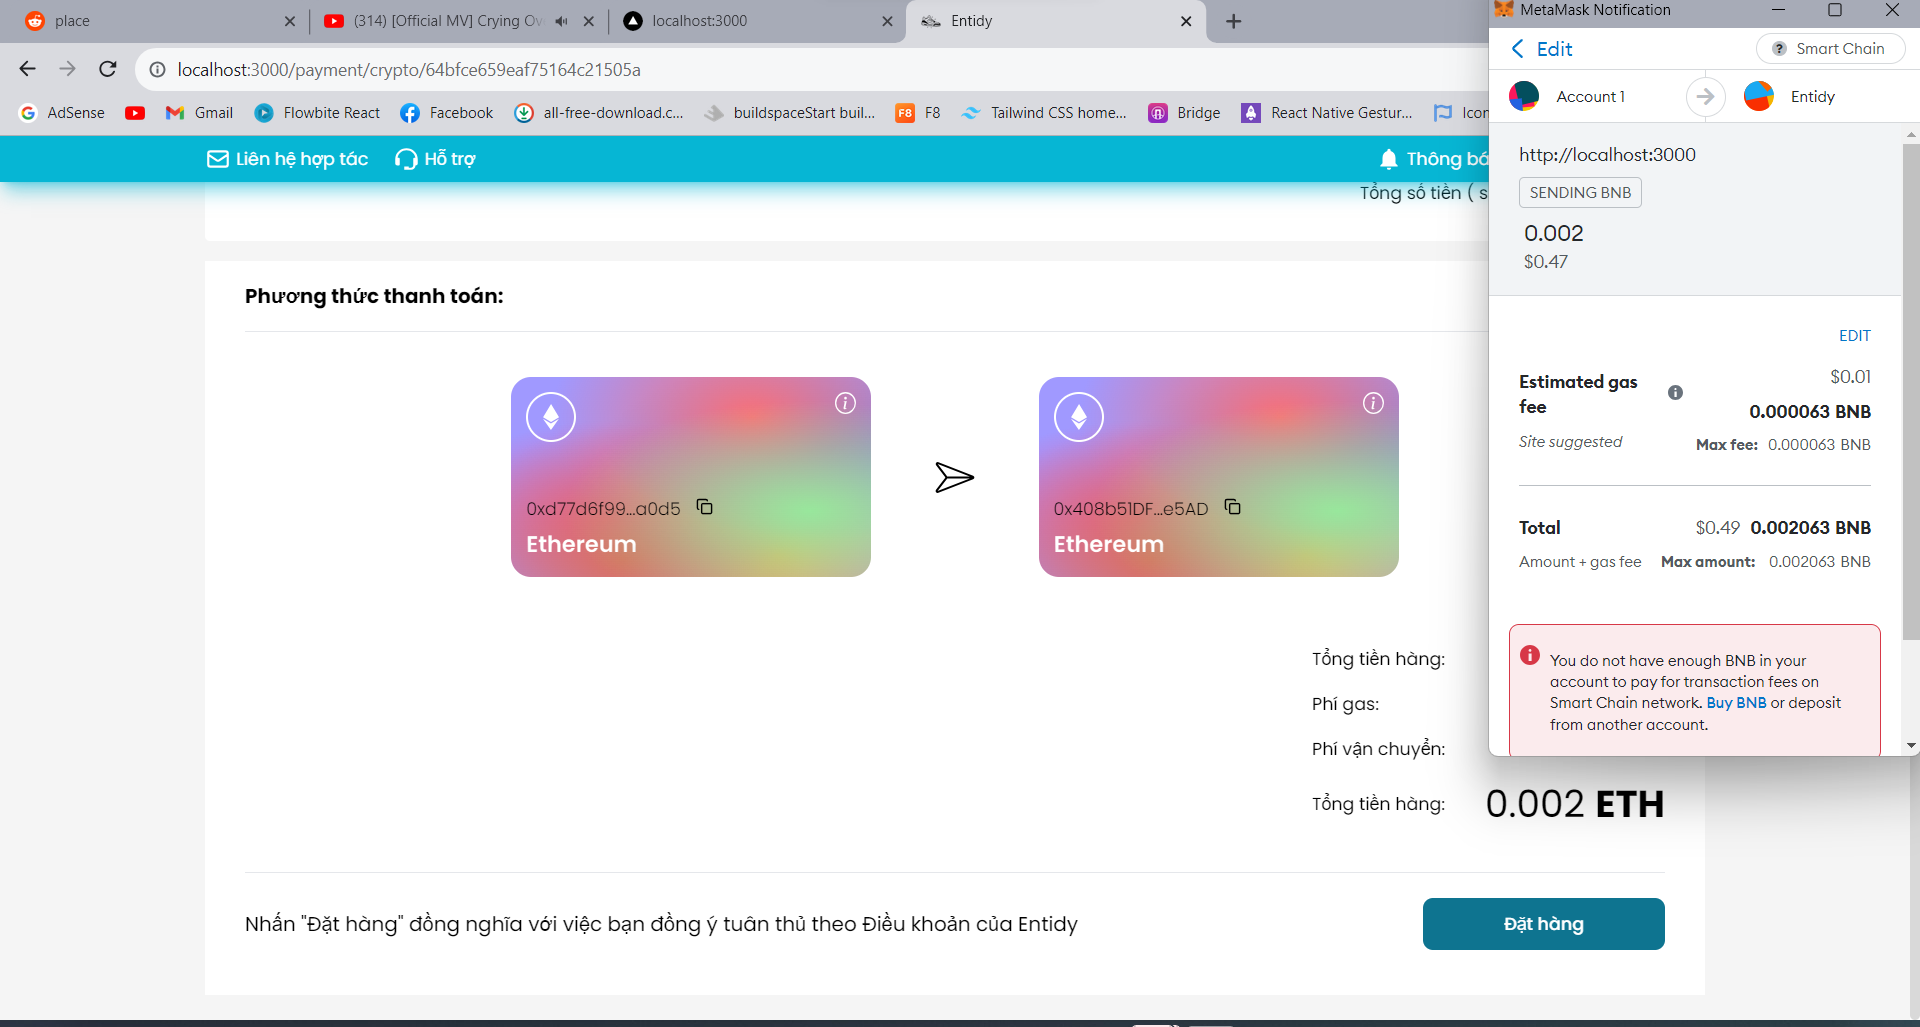 place
(314) [Official MV] Crying Ov
localhost:3000
Entidy
localhost:3000/payment/crypto/64bfce659eaf75164c21505a
AdSense
Gmail
Flowbite React
Facebook
all-free-download.c...
buildspaceStart buil...
F8 F8
Tailwind CSS home...
Bridge
React Native Gestur...
Icon
Liên hệ hợp tác
Hỗ trợ
Thông bá
Tổng số tiền ( s
Phương thức thanh toán:
0xd77d6f99...a0d5
Ethereum
0x408b51DF...e5AD
Ethereum
Tổng tiền hàng:
Phí gas:
Phí vận chuyển:
Tổng tiền hàng: 0.002 ETH
Nhấn "Đặt hàng" đồng nghĩa với việc bạn đồng ý tuân thủ theo Điều khoản của Entidy
Đặt hàng
MetaMask Notification
Edit
Smart Chain
Account 1
Entidy
http://localhost:3000
SENDING BNB
0.002
$0.47
EDIT
Estimated gas fee
$0.01
0.000063 BNB
Site suggested
Max fee: 0.000063 BNB
Total $0.49 0.002063 BNB
Amount + gas fee Max amount: 0.002063 BNB
You do not have enough BNB in your
account to pay for transaction fees on
Smart Chain network. Buy BNB or deposit
from another account.